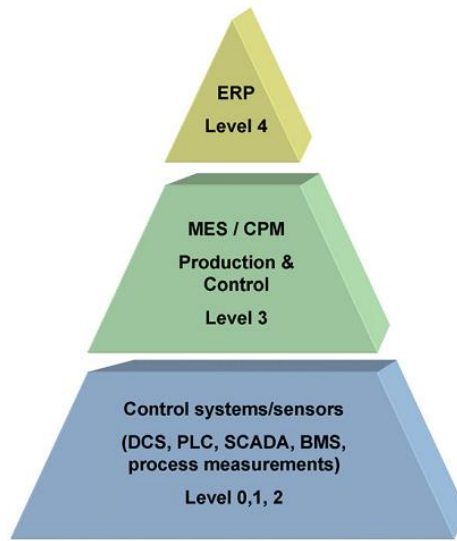 ERP
Level 4
MES / CPM
Production &
Control
Level 3
Control systems/sensors
(DCS, PLC, SCADA, BMS,
process measurements)
Level 0,1, 2